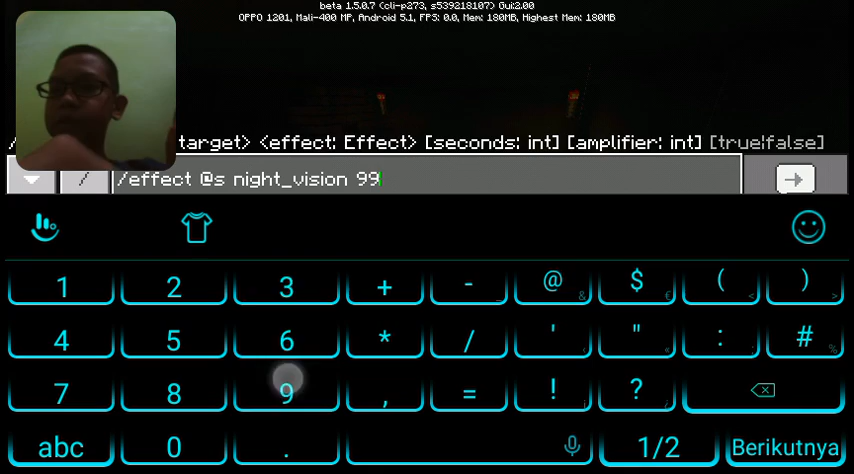 beta 1.5.0.7 (cli-p273, s539218107) Gui:2.00
OPPO 1201, Mali-400 MP, Android 5.1, FPS: 0.0, Mem: 180MB, Highest Mem: 180MB
target> <effect: Effect> [seconds: int] [amplifier: int] [true|false]
/ /effect @s night_vision 99
1 2 3 + - _ @ & $ € ( < ) >
4 5 6 * / ' " : # %
7 8 9 , = ! ¡ ? ¿
abc 0 . 1/2 Berikutnya